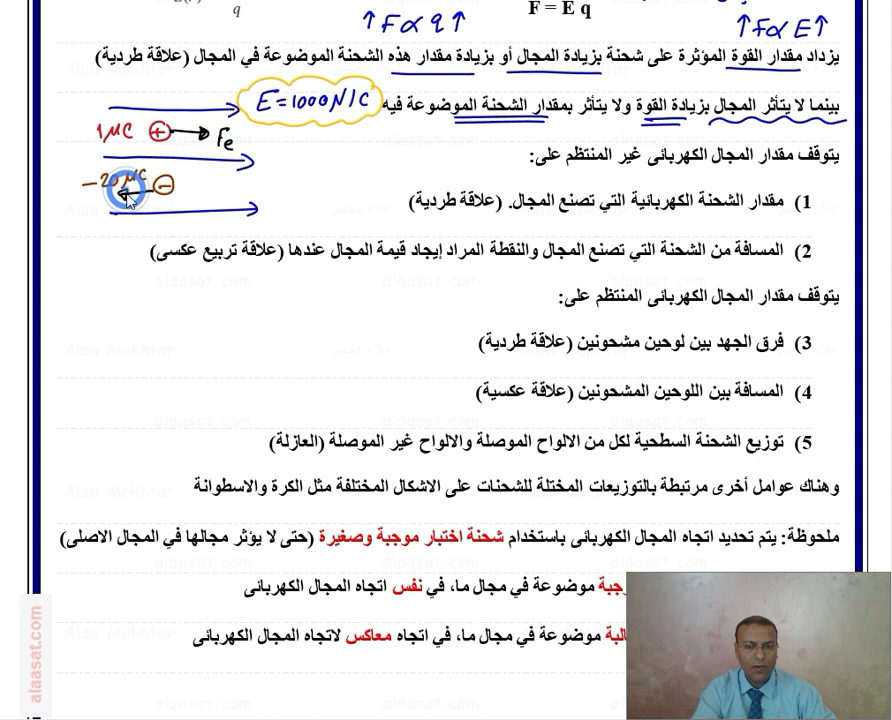 q
F = E q
↑F∝ q↑
↑F∝E↑
يزداد مقدار القوة المؤثرة على شحنة بزيادة المجال أو بزيادة مقدار هذه الشحنة الموضوعة في المجال (علاقة طردية)
بينما لا يتأثر المجال بزيادة القوة ولا يتأثر بمقدار الشحنة الموضوعة فيه
E=1000N/C
1μC + Fe
يتوقف مقدار المجال الكهربائى غير المنتظم على:
-20μC −
1) مقدار الشحنة الكهربائية التي تصنع المجال. (علاقة طردية)
2) المسافة من الشحنة التي تصنع المجال والنقطة المراد إيجاد قيمة المجال عندها (علاقة تربيع عكسى)
يتوقف مقدار المجال الكهربائى المنتظم على:
3) فرق الجهد بين لوحين مشحونين (علاقة طردية)
4) المسافة بين اللوحين المشحونين (علاقة عكسية)
5) توزيع الشحنة السطحية لكل من الالواح الموصلة والالواح غير الموصلة (العازلة)
وهناك عوامل أخرى مرتبطة بالتوزيعات المختلة للشحنات على الاشكال المختلفة مثل الكرة والاسطوانة
ملحوظة: يتم تحديد اتجاه المجال الكهربائى باستخدام شحنة اختبار موجبة وصغيرة (حتى لا يؤثر مجالها في المجال الاصلى)
موضوعة في مجال ما، في نفس اتجاه المجال الكهربائى
موضوعة في مجال ما، في اتجاه معاكس لاتجاه المجال الكهربائى
alaasat.com